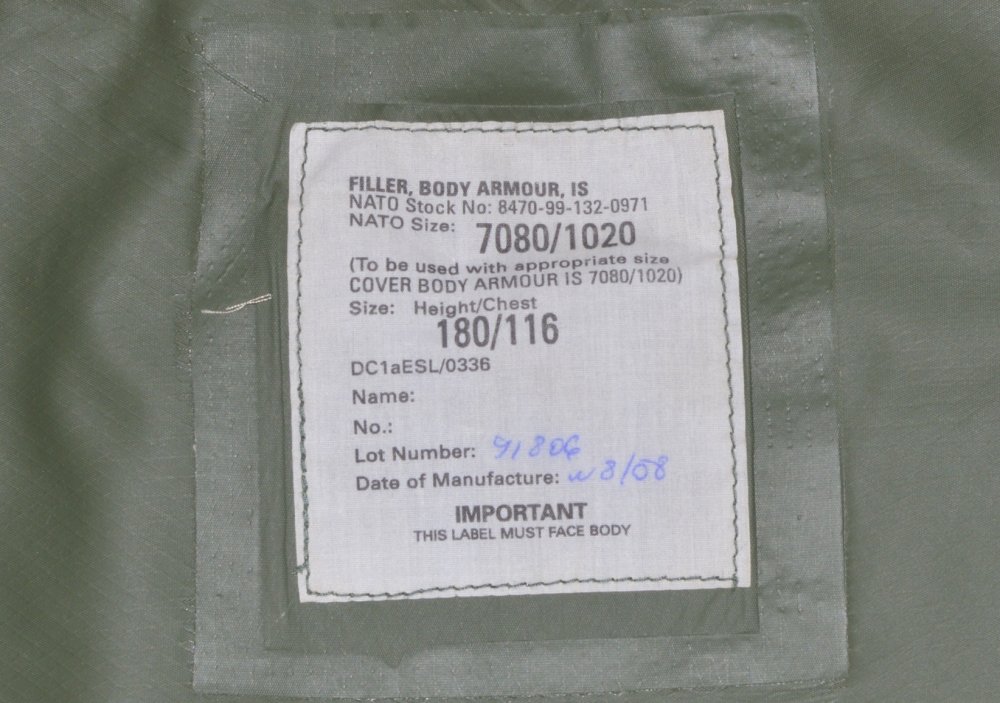 FILLER, BODY ARMOUR, IS
NATO Stock No: 8470-99-132-0971
NATO Size: 7080/1020
(To be used with appropriate size
COVER BODY ARMOUR IS 7080/1020)
Size: Height/Chest
180/116
DC1aESL/0336
Name:
No.:
Lot Number: 91806
Date of Manufacture:
IMPORTANT
THIS LABEL MUST FACE BODY